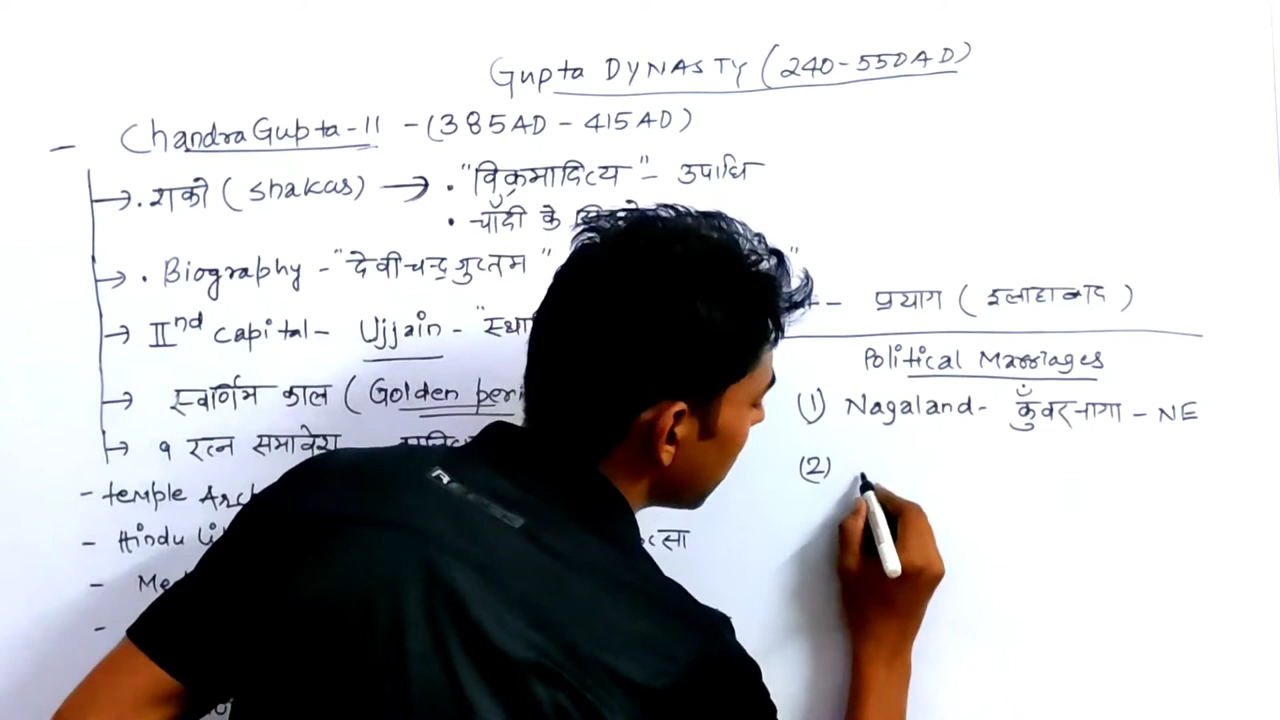 Gupta DYNASTY (240-550AD)
- ChandraGupta-II - (385AD - 415AD)
→ . शको (Shakas) → . "विक्रमादित्य" - उपाधि
. चाँदी के
→ . Biography - "देवीचन्द्रगुप्तम"
- प्रयाग (इलाहाबाद)
→ IInd capital - Ujjain -
→ स्वर्णिम काल (Golden
→ 9 रत्न समावेश
- temple
- Hindu
Political Marriages
(1) Nagaland - कुँवरनागा - NE
(2)